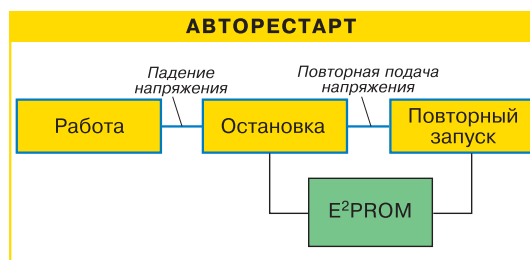 АВТОРЕСТАРТ
Падение
напряжения
Повторная подача
напряжения
Работа
Остановка
Повторный
запуск
E²PROM